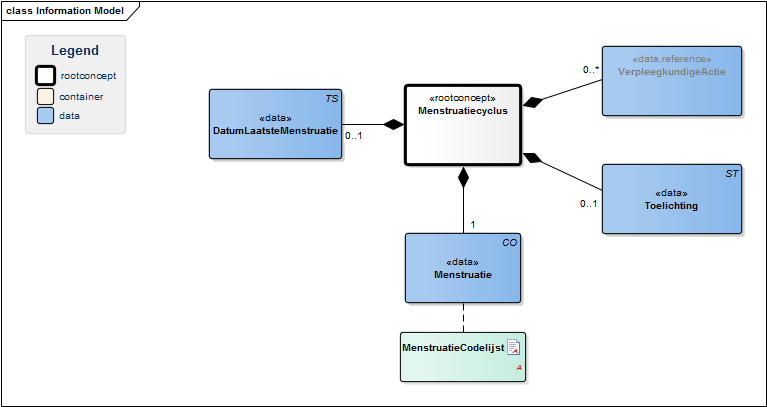 class Information Model
Legend
rootconcept
container
data
TS
«data»
DatumLaatsteMenstruatie
0..1
«rootconcept»
Menstruatiecyclus
0..*
«data,reference»
VerpleegkundigeActie
ST
«data»
Toelichting
0..1
1
CO
«data»
Menstruatie
MenstruatieCodelijst
A